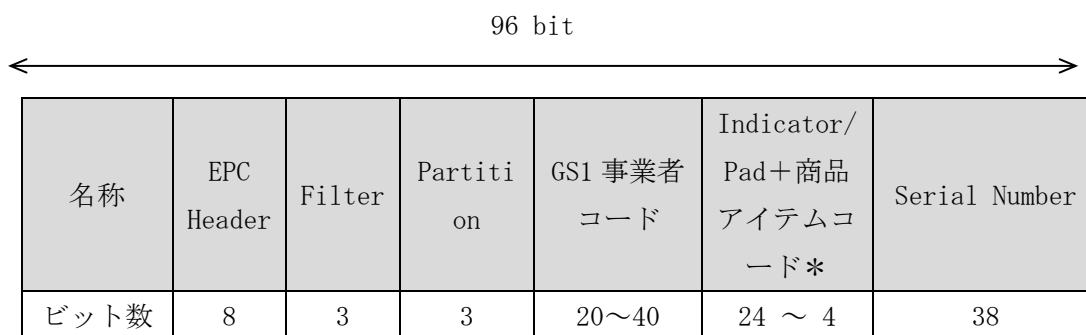 96 bit
名称
EPC
Header
Filter
Partiti
on
GS1 事業者
コード
Indicator/
Pad＋商品
アイテムコ
ード＊
Serial Number
ビット数
8
3
3
20～40
24 ～ 4
38